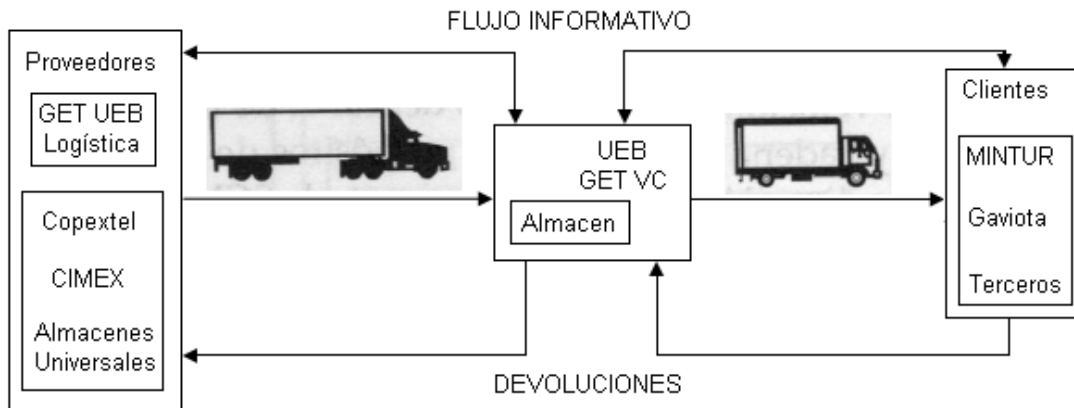 FLUJO INFORMATIVO
Proveedores
GET UEB
Logística
Copextel
CIMEX
Almacenes
Universales
UEB
GET VC
Almacen
Clientes
MINTUR
Gaviota
Terceros
DEVOLUCIONES